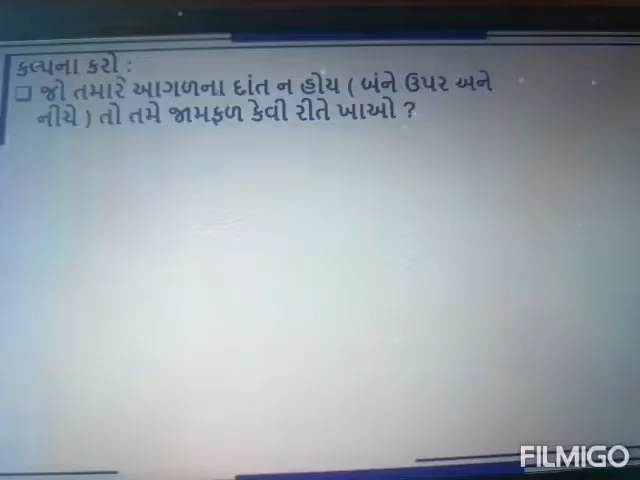 કલ્પના કરો :
❑ જો તમારે આગળના દાંત ન હોય ( બંને ઉપર અને
નીચે ) તો તમે જામફળ કેવી રીતે ખાઓ ?
FILMIGO